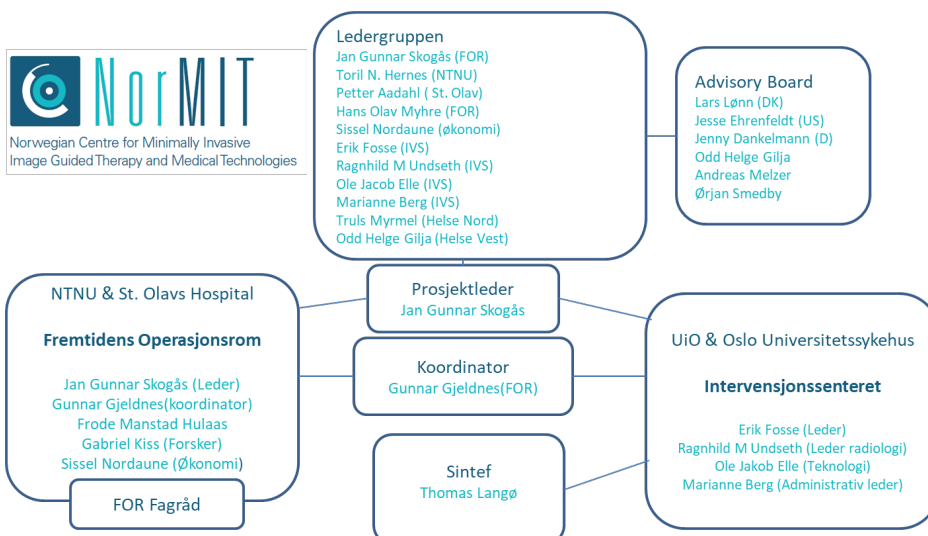 NorMIT
Norwegian Centre for Minimally Invasive
Image Guided Therapy and Medical Technologies
Ledergruppen
Jan Gunnar Skogås (FOR)
Toril N. Hernes (NTNU)
Petter Aadahl ( St. Olav)
Hans Olav Myhre (FOR)
Sissel Nordaune (økonomi)
Erik Fosse (IVS)
Ragnhild M Undseth (IVS)
Ole Jacob Elle (IVS)
Marianne Berg (IVS)
Truls Myrmel (Helse Nord)
Odd Helge Gilja (Helse Vest)
Advisory Board
Lars Lønn (DK)
Jesse Ehrenfeldt (US)
Jenny Dankelmann (D)
Odd Helge Gilja
Andreas Melzer
Ørjan Smedby
NTNU & St. Olavs Hospital
Fremtidens Operasjonsrom
Jan Gunnar Skogås (Leder)
Gunnar Gjeldnes(koordinator)
Frode Manstad Hulaas
Gabriel Kiss (Forsker)
Sissel Nordaune (Økonomi)
FOR Fagråd
Prosjektleder
Jan Gunnar Skogås
Koordinator
Gunnar Gjeldnes(FOR)
Sintef
Thomas Langø
UiO & Oslo Universitetssykehus
Intervensjonssenteret
Erik Fosse (Leder)
Ragnhild M Undseth (Leder radiologi)
Ole Jakob Elle (Teknologi)
Marianne Berg (Administrativ leder)